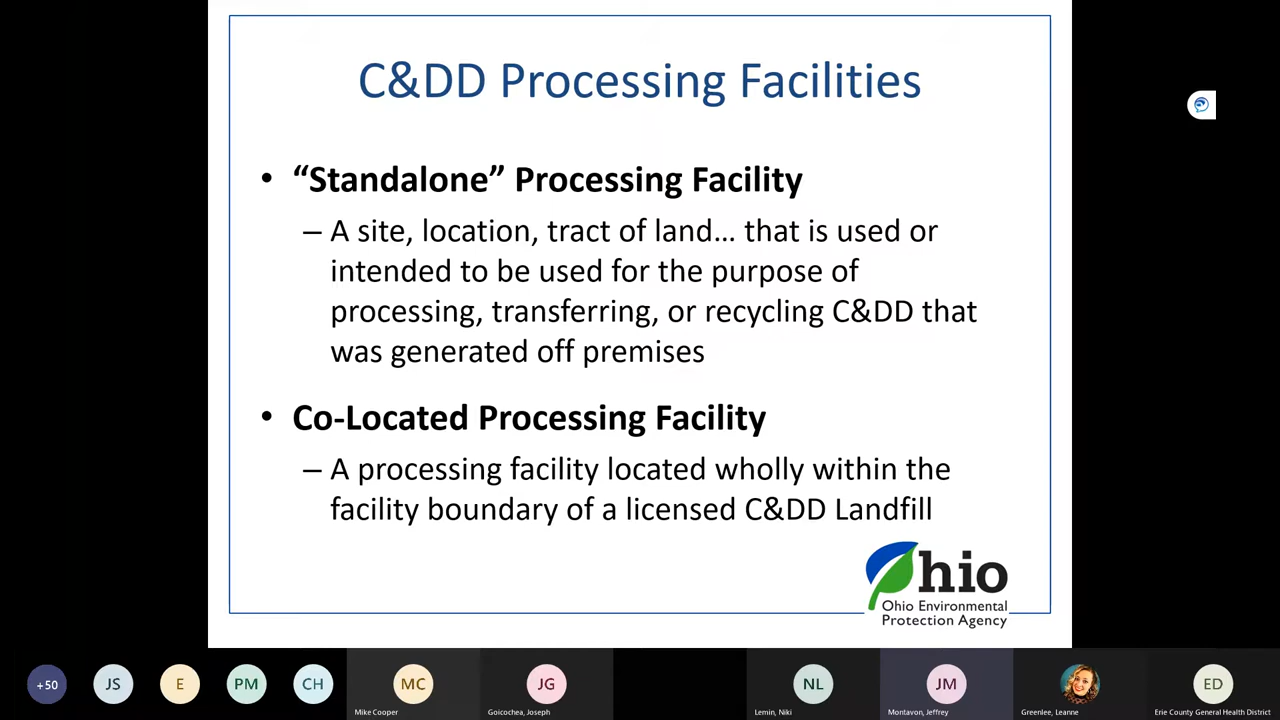 C&DD Processing Facilities
• “Standalone” Processing Facility
– A site, location, tract of land… that is used or
intended to be used for the purpose of
processing, transferring, or recycling C&DD that
was generated off premises
• Co-Located Processing Facility
– A processing facility located wholly within the
facility boundary of a licensed C&DD Landfill
Ohio
Ohio Environmental
Protection Agency
+50 JS E PM CH MC JG NL JM ED
Mike Cooper Goicochea, Joseph Lemin, Niki Montavon, Jeffrey Greenlee, Leanne Erie County General Health District